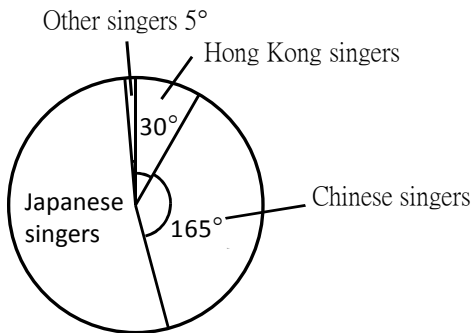 Other singers 5°
Hong Kong singers
30°
Chinese singers
165°
Japanese
singers